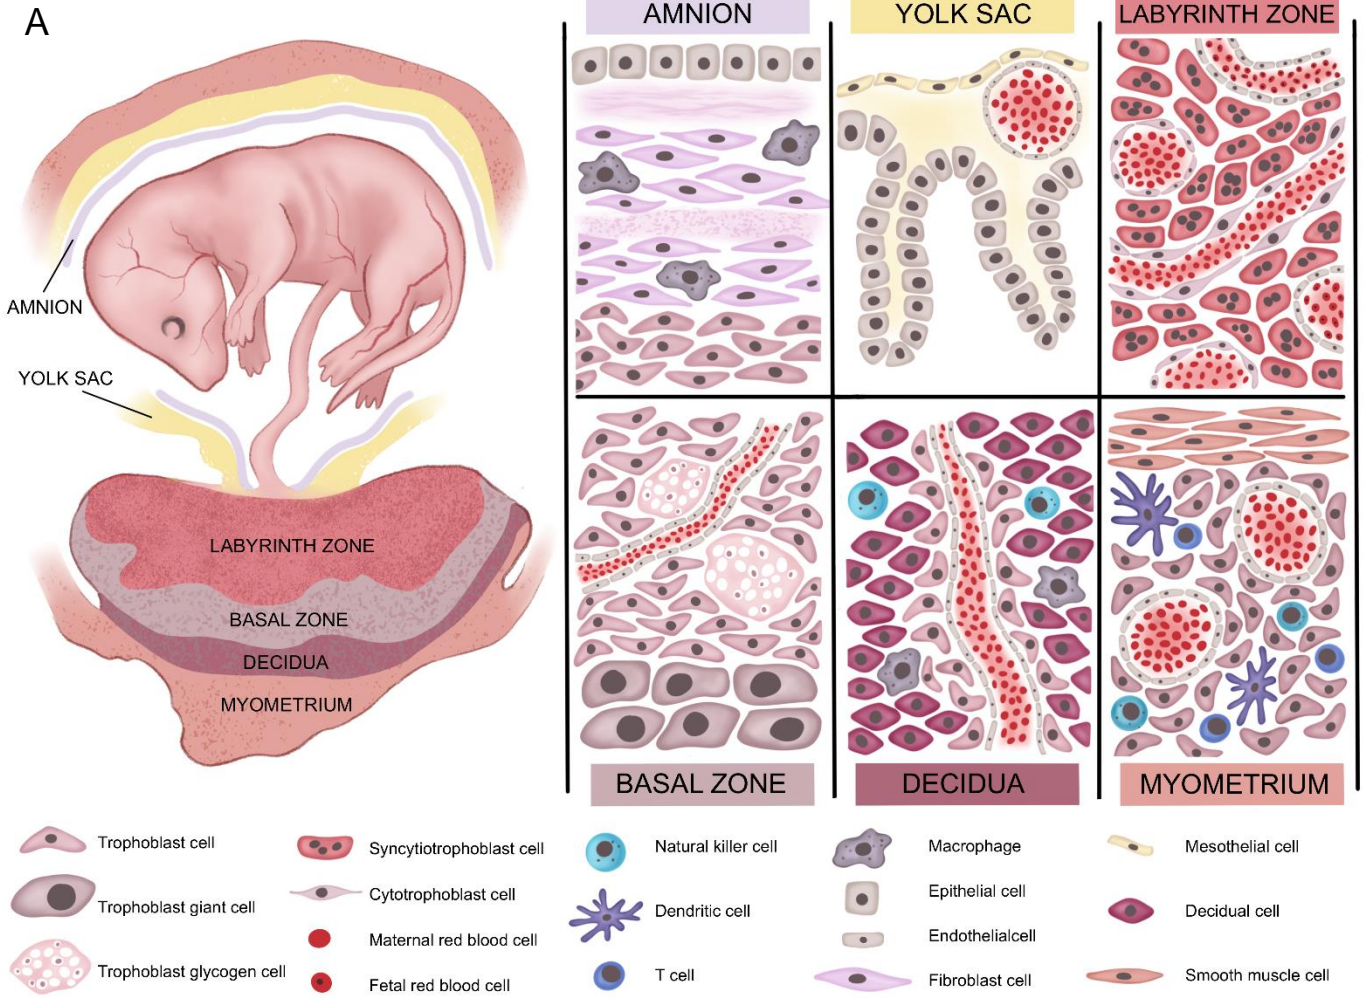 A
AMNION
YOLK SAC
LABYRINTH ZONE
AMNION
YOLK SAC
LABYRINTH ZONE
BASAL ZONE
DECIDUA
MYOMETRIUM
BASAL ZONE
DECIDUA
MYOMETRIUM
Trophoblast cell
Trophoblast giant cell
Trophoblast glycogen cell
Syncytiotrophoblast cell
Cytotrophoblast cell
Maternal red blood cell
Fetal red blood cell
Natural killer cell
Dendritic cell
T cell
Macrophage
Epithelial cell
Endothelialcell
Fibroblast cell
Mesothelial cell
Decidual cell
Smooth muscle cell